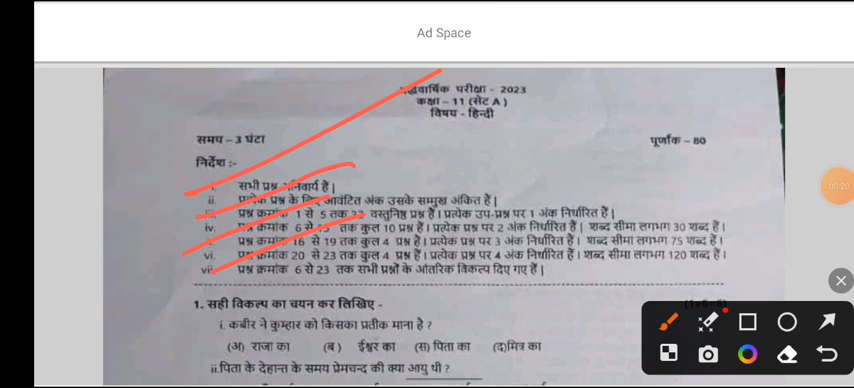 Ad Space
अर्द्धवार्षिक परीक्षा - 2023
कक्षा - 11 (सेट A)
विषय - हिन्दी
समय – 3 घंटा
पूर्णांक – 80
निर्देश :-
सभी प्रश्न अनिवार्य हैं |
ii. प्रत्येक प्रश्न के लिए आवंटित अंक उसके सम्मुख अंकित हैं |
प्रश्न क्रमांक 1 से 5 तक 32 वस्तुनिष्ठ प्रश्न हैं | प्रत्येक उप-प्रश्न पर 1 अंक निर्धारित हैं |
iv. प्रश्न क्रमांक 6 से 15 तक कुल 10 प्रश्न हैं | प्रत्येक प्रश्न पर 2 अंक निर्धारित हैं | शब्द सीमा लगभग 30 शब्द हैं |
प्रश्न क्रमांक 16 से 19 तक कुल 4 प्रश्न हैं | प्रत्येक प्रश्न पर 3 अंक निर्धारित हैं | शब्द सीमा लगभग 75 शब्द हैं |
vi. प्रश्न क्रमांक 20 से 23 तक कुल 4 प्रश्न हैं | प्रत्येक प्रश्न पर 4 अंक निर्धारित हैं | शब्द सीमा लगभग 120 शब्द हैं |
vii. प्रश्न क्रमांक 6 से 23 तक सभी प्रश्नों के आंतरिक विकल्प दिए गए हैं |
1. सही विकल्प का चयन कर लिखिए -
i. कबीर ने कुम्हार को किसका प्रतीक माना है ?
(अ) राजा का (ब) ईश्वर का (स) पिता का (द) मित्र का
ii. पिता के देहान्त के समय प्रेमचन्द की क्या आयु थी ?
00:20